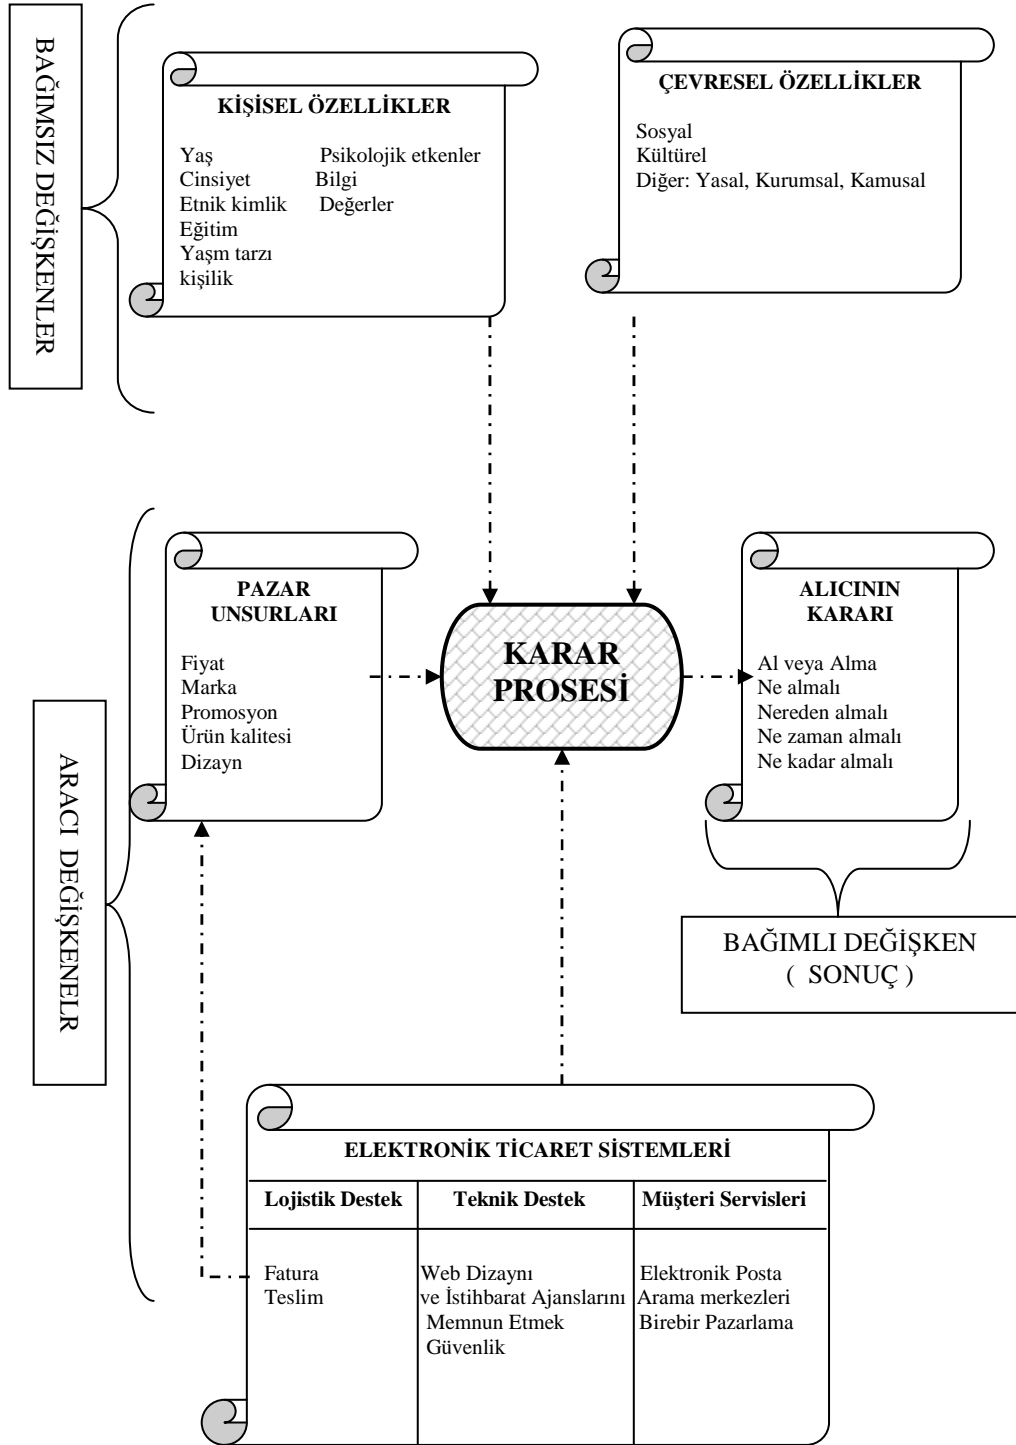 BAĞIMSIZ DEĞİŞKENLER
KİŞİSEL ÖZELLİKLER
Yaş Psikolojik etkenler
Cinsiyet Bilgi
Etnik kimlik Değerler
Eğitim
Yaşm tarzı
kişilik
ÇEVRESEL ÖZELLİKLER
Sosyal
Kültürel
Diğer: Yasal, Kurumsal, Kamusal
ARACI DEĞİŞKENELR
PAZAR
UNSURLARI
Fiyat
Marka
Promosyon
Ürün kalitesi
Dizayn
KARAR
PROSESİ
ALICININ
KARARI
Al veya Alma
Ne almalı
Nereden almalı
Ne zaman almalı
Ne kadar almalı
BAĞIMLI DEĞİŞKEN
( SONUÇ )
ELEKTRONİK TİCARET SİSTEMLERİ
Lojistik Destek
Fatura
Teslim
Teknik Destek
Web Dizaynı
ve İstihbarat Ajanslarını
Memnun Etmek
Güvenlik
Müşteri Servisleri
Elektronik Posta
Arama merkezleri
Birebir Pazarlama